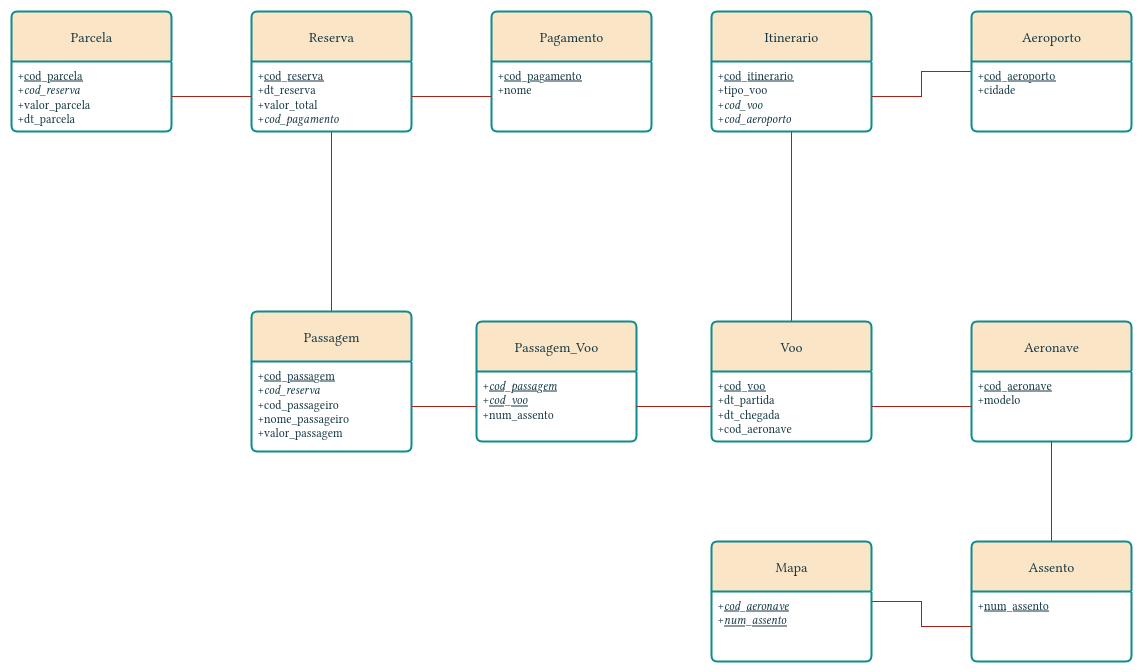 Parcela
+cod_parcela
+cod_reserva
+valor_parcela
+dt_parcela
Reserva
+cod_reserva
+dt_reserva
+valor_total
+cod_pagamento
Pagamento
+cod_pagamento
+nome
Itinerario
+cod_itinerario
+tipo_voo
+cod_voo
+cod_aeroporto
Aeroporto
+cod_aeroporto
+cidade
Passagem
+cod_passagem
+cod_reserva
+cod_passageiro
+nome_passageiro
+valor_passagem
Passagem_Voo
+cod_passagem
+cod_voo
+num_assento
Voo
+cod_voo
+dt_partida
+dt_chegada
+cod_aeronave
Aeronave
+cod_aeronave
+modelo
Mapa
+cod_aeronave
+num_assento
Assento
+num_assento